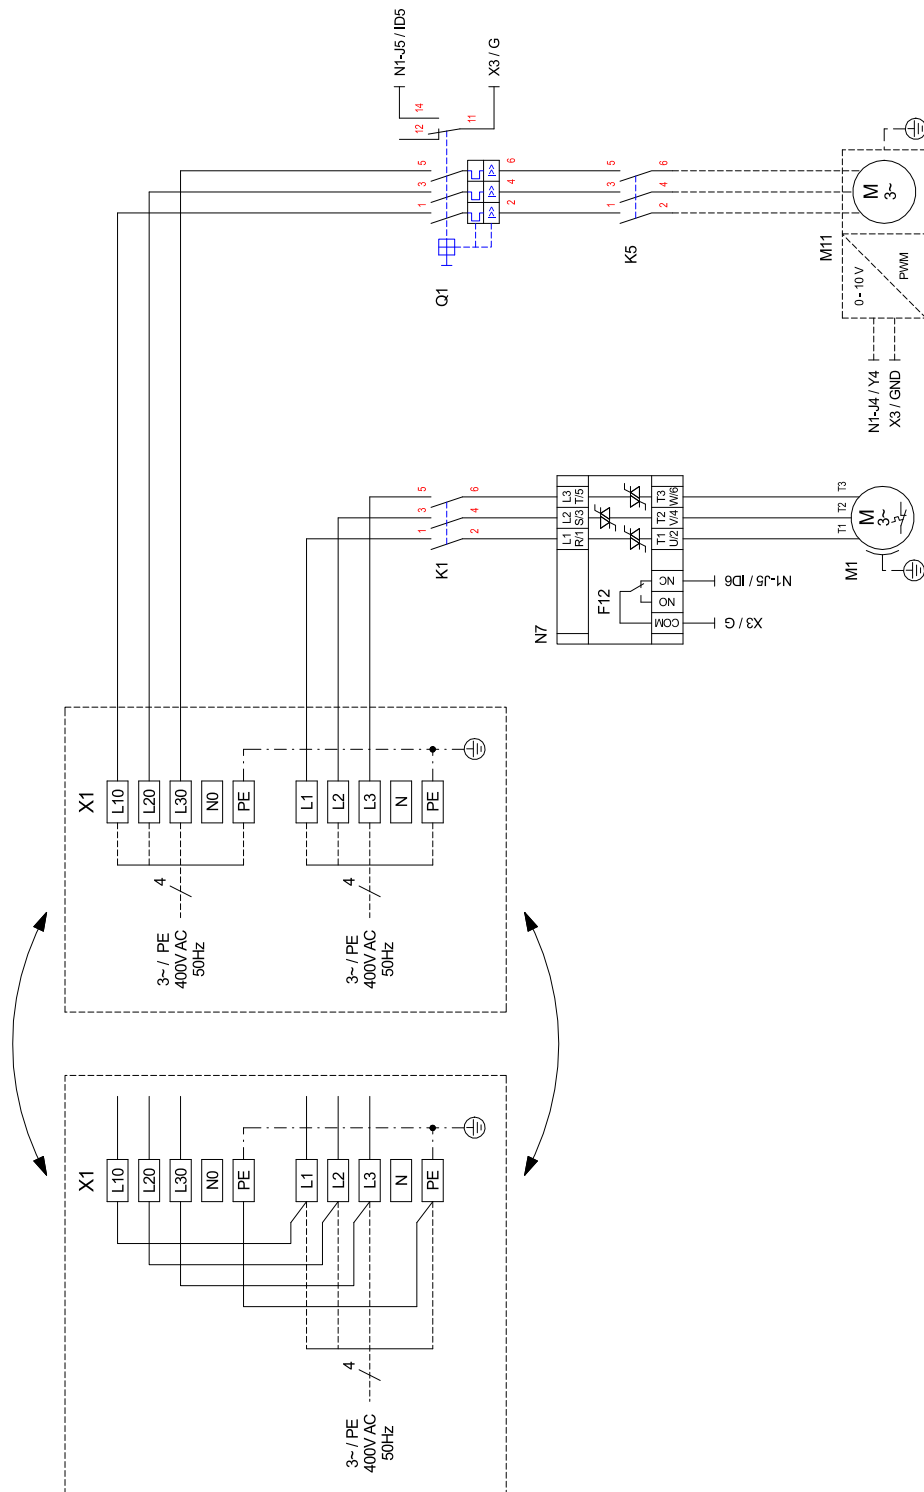 N1-J5 / ID5
X3 / G
14
12
11
5
3
1
6
4
2
Q1
5
3
1
6
4
2
K5
M
3~
M11
0-10 V
PWM
N1-J4 / Y4
X3 / GND
5
3
1
6
4
2
K1
L3
T/5
L2
S/3
L1
R/1
T3
W/6
T2
V/4
T1
U/2
NC
NO
COM
F12
N7
N1-J5 / ID6
X3 / G
T3
T2
T1
M
3~
M1
X1
L10
L20
L30
N0
PE
L1
L2
L3
N
PE
4
4
3~ / PE
400V AC
50Hz
3~ / PE
400V AC
50Hz
X1
L10
L20
L30
N0
PE
L1
L2
L3
N
PE
4
3~ / PE
400V AC
50Hz